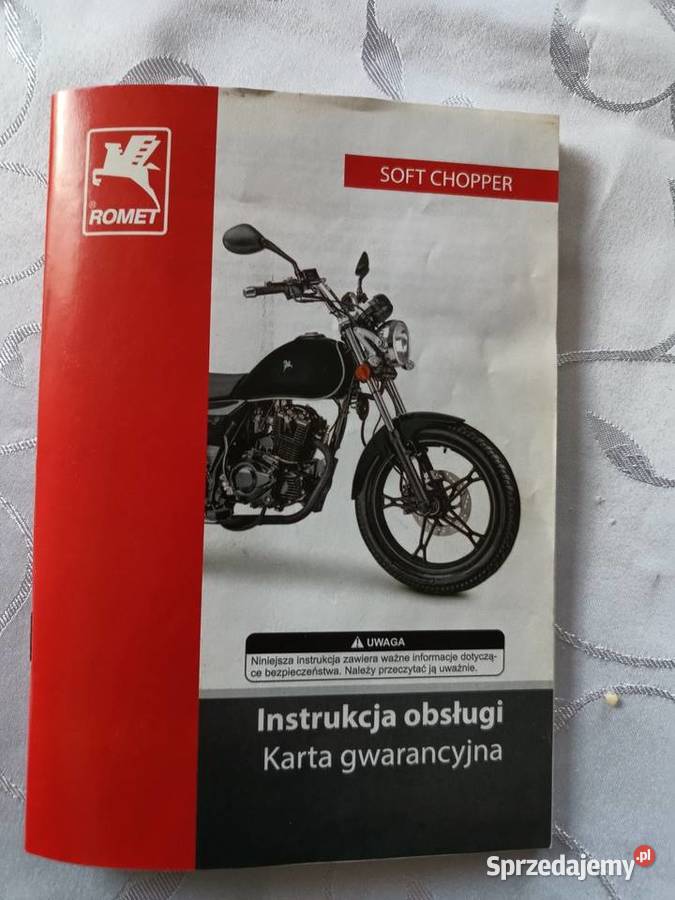 SOFT CHOPPER
® ROMET
UWAGA
Niniejsza instrukcja zawiera ważne informacje dotyczą-
ce bezpieczeństwa. Należy przeczytać ją uważnie.
Instrukcja obsługi
Karta gwarancyjna
Sprzedajemy.pl